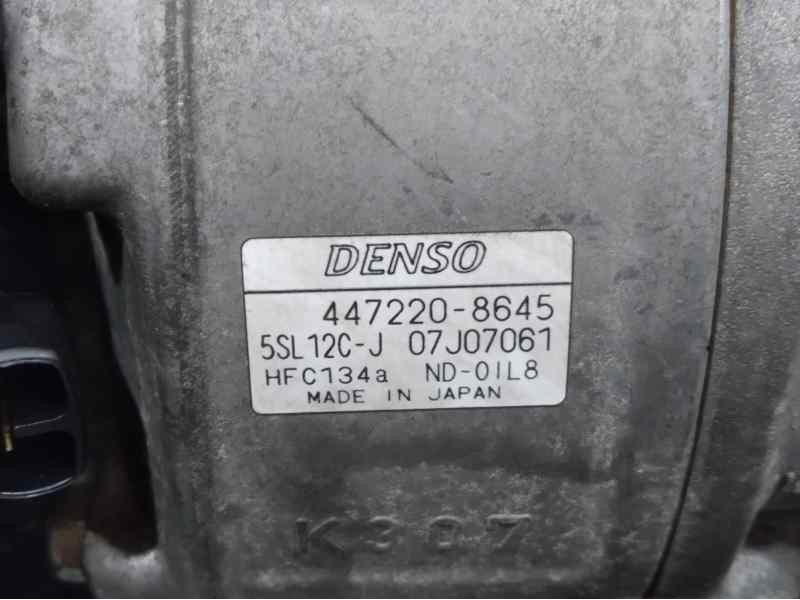 DENSO
447220-8645
5SL12C-J 07J07061
HFC134a ND-OIL8
MADE IN JAPAN
K307